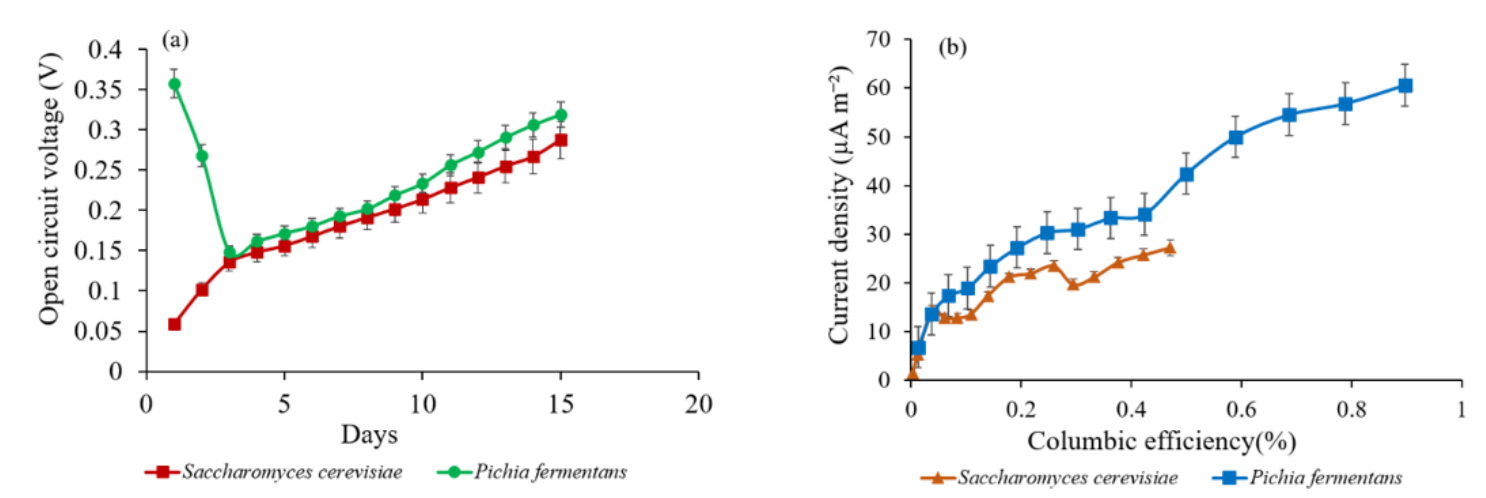 (a)
Open circuit voltage (V)
0.4
0.35
0.3
0.25
0.2
0.15
0.1
0.05
0
0 5 10 15 20
Days
Saccharomyces cerevisiae Pichia fermentans
(b)
Current density (µA m⁻²)
70
60
50
40
30
20
10
0
0 0.2 0.4 0.6 0.8 1
Columbic efficiency(%)
Saccharomyces cerevisiae Pichia fermentans